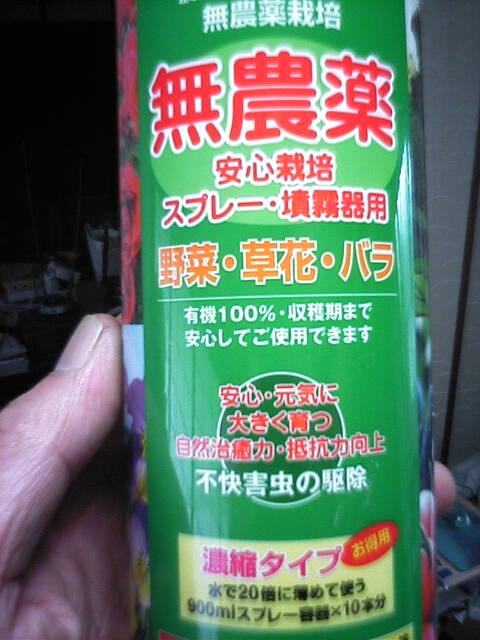 無農薬栽培
無農薬
安心栽培
スプレー・墳霧器用
野菜・草花・バラ
有機100%・収穫期まで
安心してご使用できます
安心・元気に
大きく育つ
自然治癒力・抵抗力向上
不快害虫の駆除
濃縮タイプ
お得用
水で20倍に薄めて使う
900mlスプレー容器×10本分